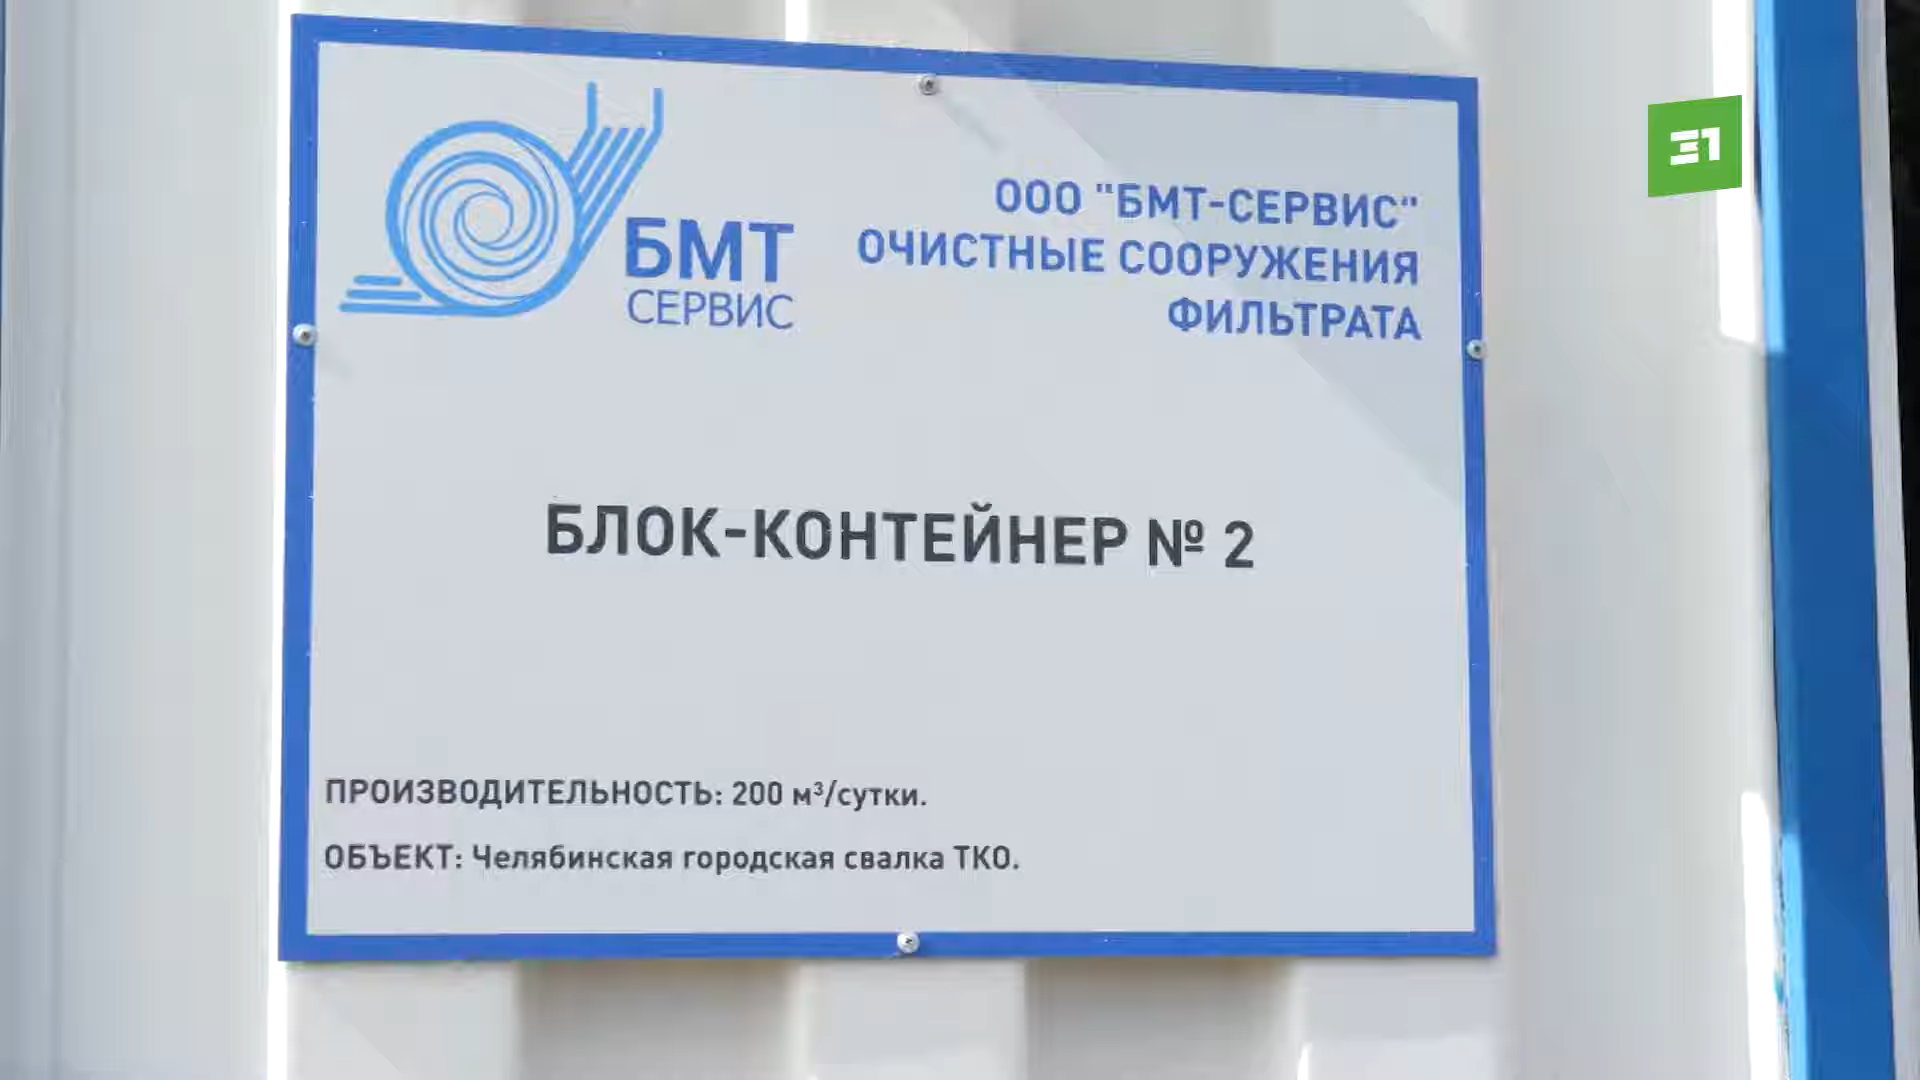 БМТ
СЕРВИС
ООО "БМТ-СЕРВИС"
ОЧИСТНЫЕ СООРУЖЕНИЯ
ФИЛЬТРАТА
БЛОК-КОНТЕЙНЕР № 2
ПРОИЗВОДИТЕЛЬНОСТЬ: 200 м³/сутки.
ОБЪЕКТ: Челябинская городская свалка ТКО.
31